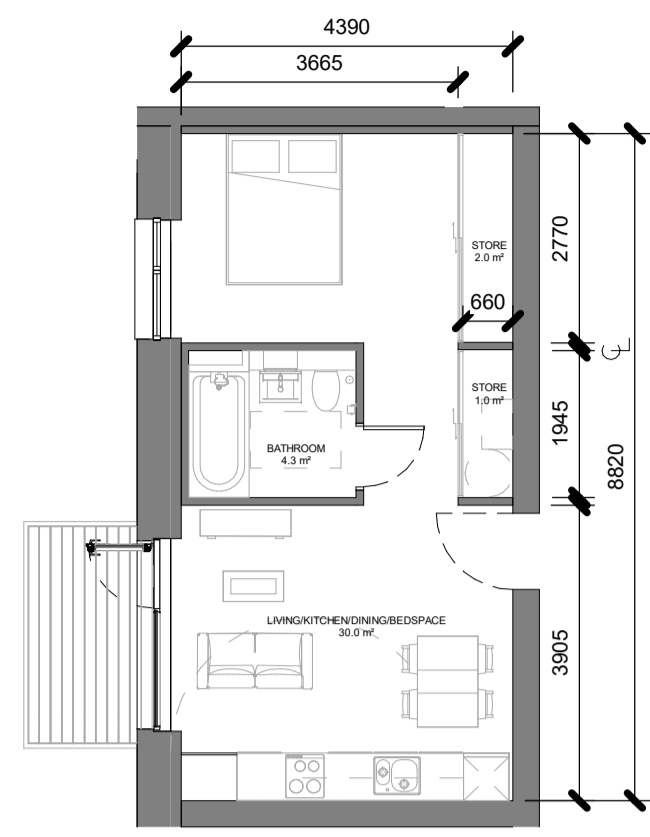 4390
3665
2770
STORE
2.0 m²
660
CL
STORE
1.0 m²
1945
BATHROOM
4.3 m²
8820
LIVING/KITCHEN/DINING/BEDSPACE
30.0 m²
3905